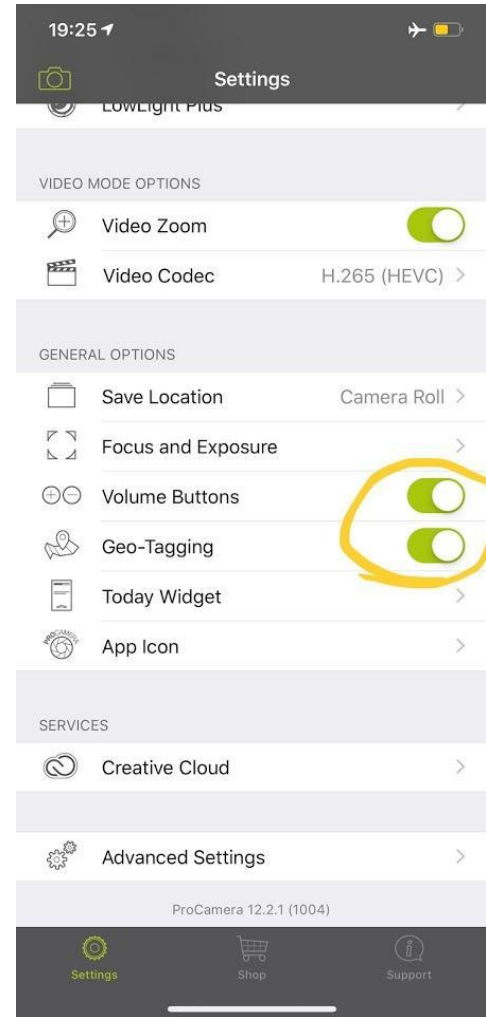 19:25
Settings
LowLight Plus
VIDEO MODE OPTIONS
Video Zoom
Video Codec H.265 (HEVC)
GENERAL OPTIONS
Save Location Camera Roll
Focus and Exposure
Volume Buttons
Geo-Tagging
Today Widget
PROCAMERA App Icon
SERVICES
Creative Cloud
Advanced Settings
ProCamera 12.2.1 (1004)
Settings Shop Support